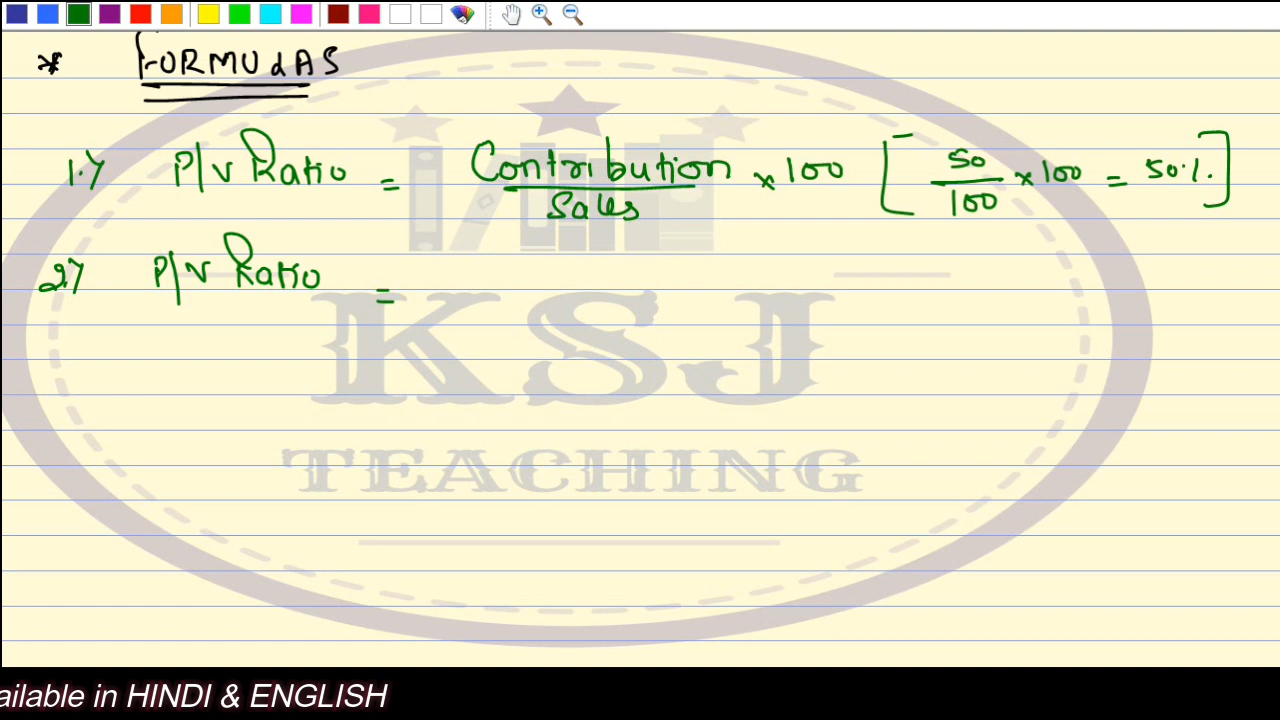 * FORMULAS
1.) P/V Ratio = Contribution / Sales × 100 [ 50 / 100 × 100 = 50%. ]
2) P/V Ratio =
KSJ
TEACHING
ailable in HINDI & ENGLISH